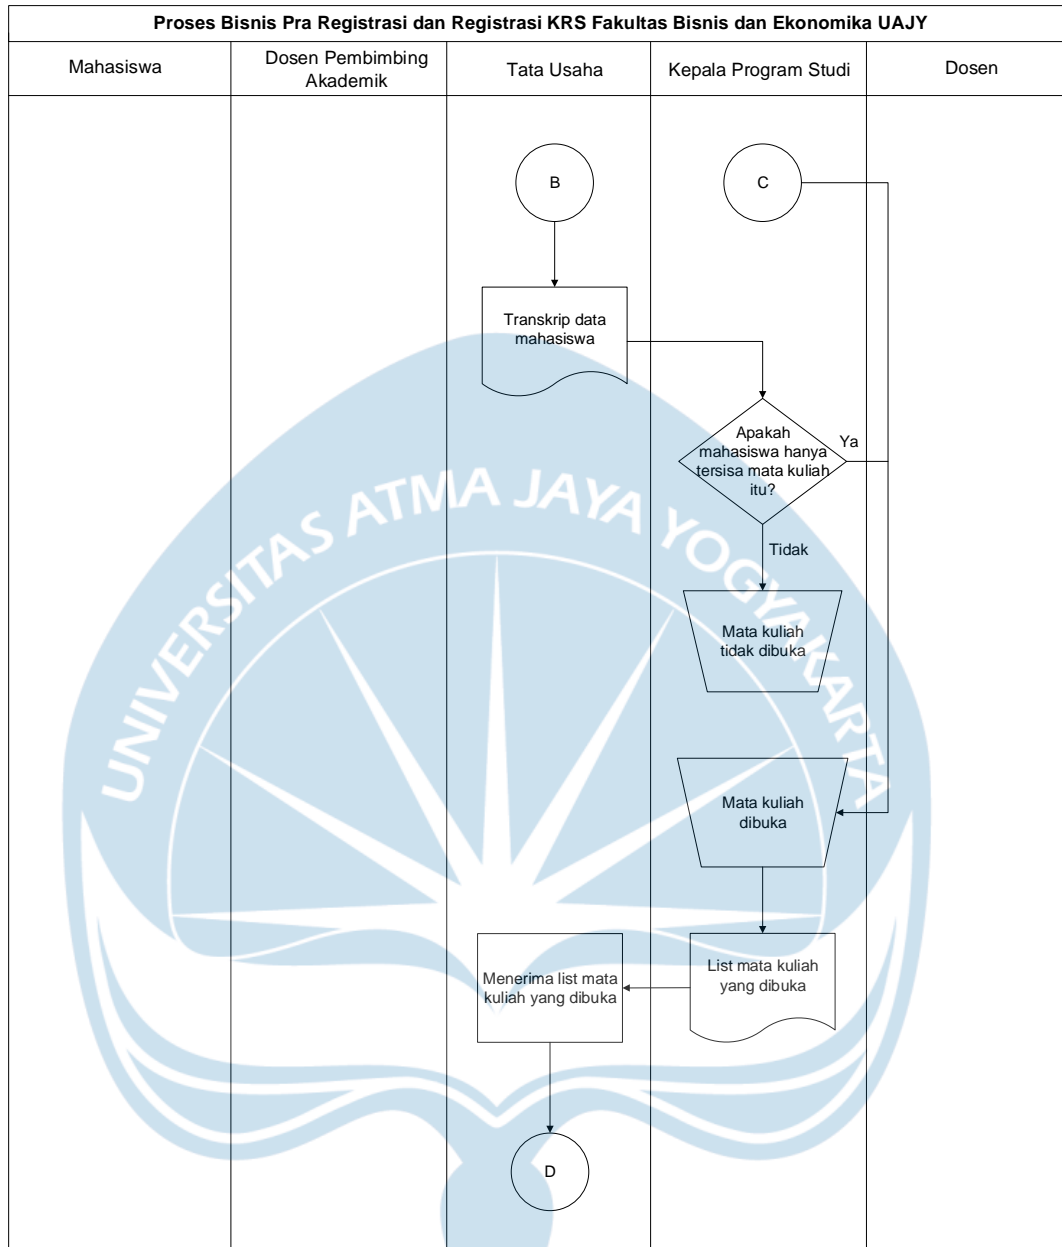 Proses Bisnis Pra Registrasi dan Registrasi KRS Fakultas Bisnis dan Ekonomika UAJY
Mahasiswa
Dosen Pembimbing
Akademik
Tata Usaha
Kepala Program Studi
Dosen
B
C
Transkrip data
mahasiswa
Apakah
mahasiswa hanya
tersisa mata kuliah
itu?
Ya
Tidak
UNIVERSITAS ATMA JAYA YOGYAKARTA
Mata kuliah
tidak dibuka
Mata kuliah
dibuka
Menerima list mata
kuliah yang dibuka
List mata kuliah
yang dibuka
D